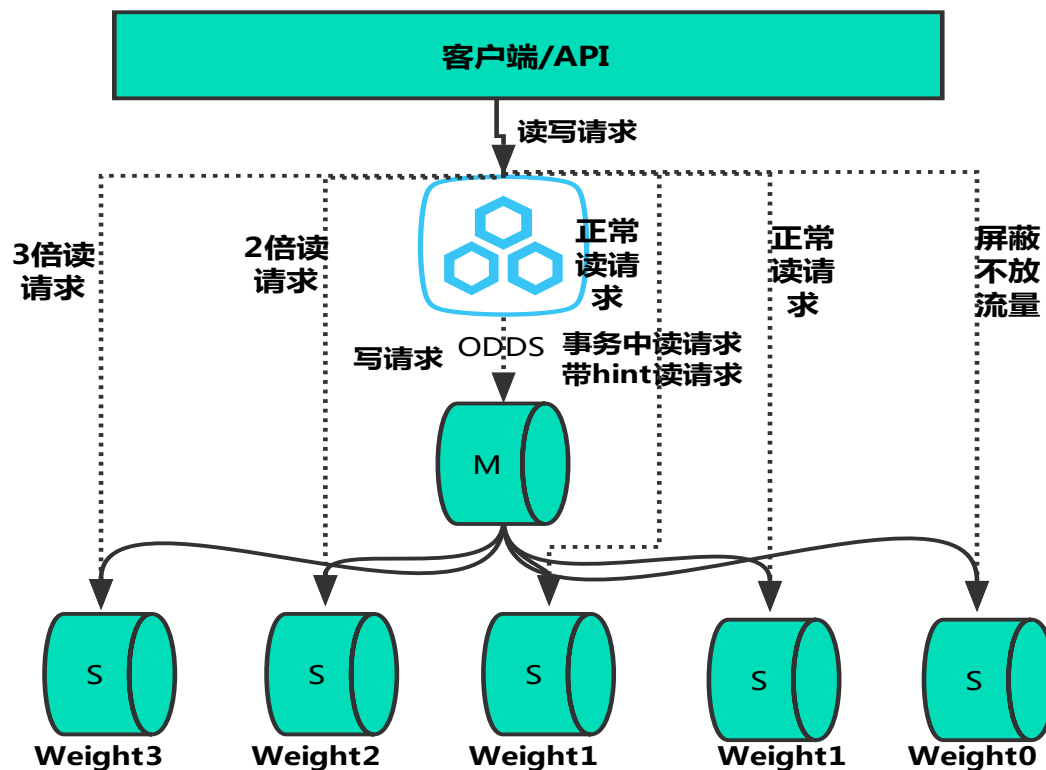 客户端/API
读写请求
3倍读
请求
2倍读
请求
正常
读请
求
正常
读请
求
屏蔽
不放
流量
写请求
ODDS
事务中读请求
带hint读请求
M
S
S
S
S
S
Weight3
Weight2
Weight1
Weight1
Weight0